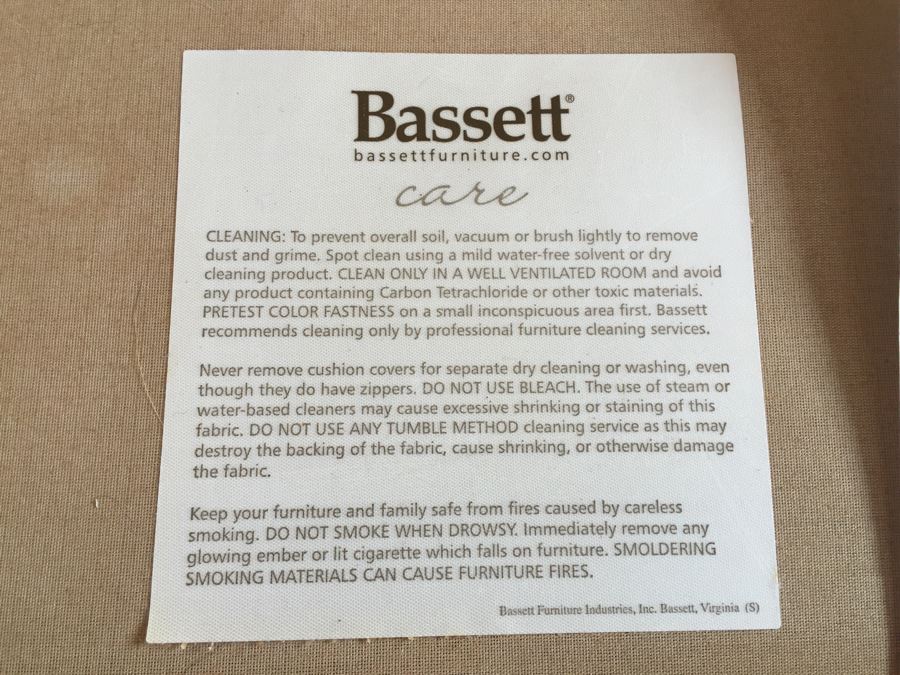 Bassett®
bassettfurniture.com
care
CLEANING: To prevent overall soil, vacuum or brush lightly to remove
dust and grime. Spot clean using a mild water-free solvent or dry
cleaning product. CLEAN ONLY IN A WELL VENTILATED ROOM and avoid
any product containing Carbon Tetrachloride or other toxic materials.
PRETEST COLOR FASTNESS on a small inconspicuous area first. Bassett
recommends cleaning only by professional furniture cleaning services.
Never remove cushion covers for separate dry cleaning or washing, even
though they do have zippers. DO NOT USE BLEACH. The use of steam or
water-based cleaners may cause excessive shrinking or staining of this
fabric. DO NOT USE ANY TUMBLE METHOD cleaning service as this may
destroy the backing of the fabric, cause shrinking, or otherwise damage
the fabric.
Keep your furniture and family safe from fires caused by careless
smoking. DO NOT SMOKE WHEN DROWSY. Immediately remove any
glowing ember or lit cigarette which falls on furniture. SMOLDERING
SMOKING MATERIALS CAN CAUSE FURNITURE FIRES.
Bassett Furniture Industries, Inc. Bassett, Virginia (S)